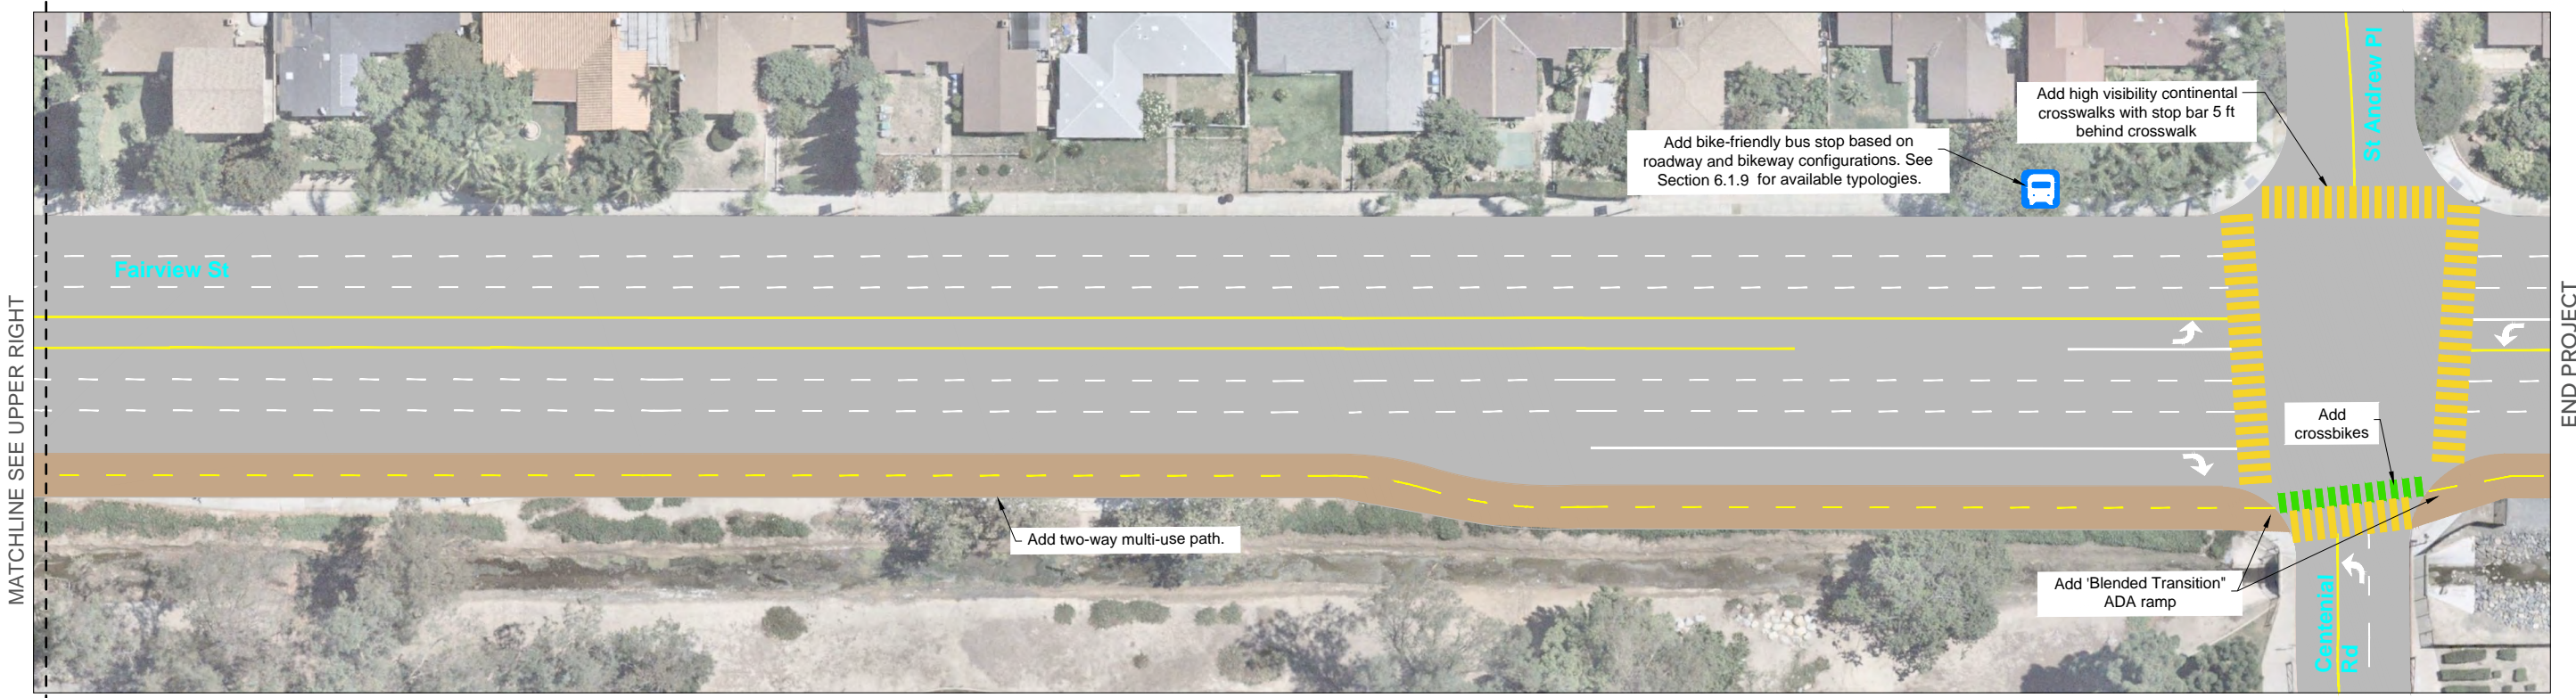 MATCHLINE SEE UPPER RIGHT
Fairview St
Add two-way multi-use path.
Add bike-friendly bus stop based on
roadway and bikeway configurations. See
Section 6.1.9 for available typologies.
Add high visibility continental
crosswalks with stop bar 5 ft
behind crosswalk
St Andrew Pl
Add
crossbikes
Add 'Blended Transition"
ADA ramp
Centenial
Rd
END PROJECT